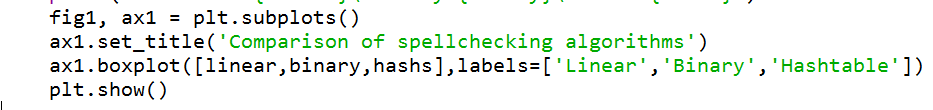 fig1, ax1 = plt.subplots()
ax1.set_title('Comparison of spellchecking algorithms')
ax1.boxplot([linear,binary,hashs],labels=['Linear','Binary','Hashtable'])
plt.show()